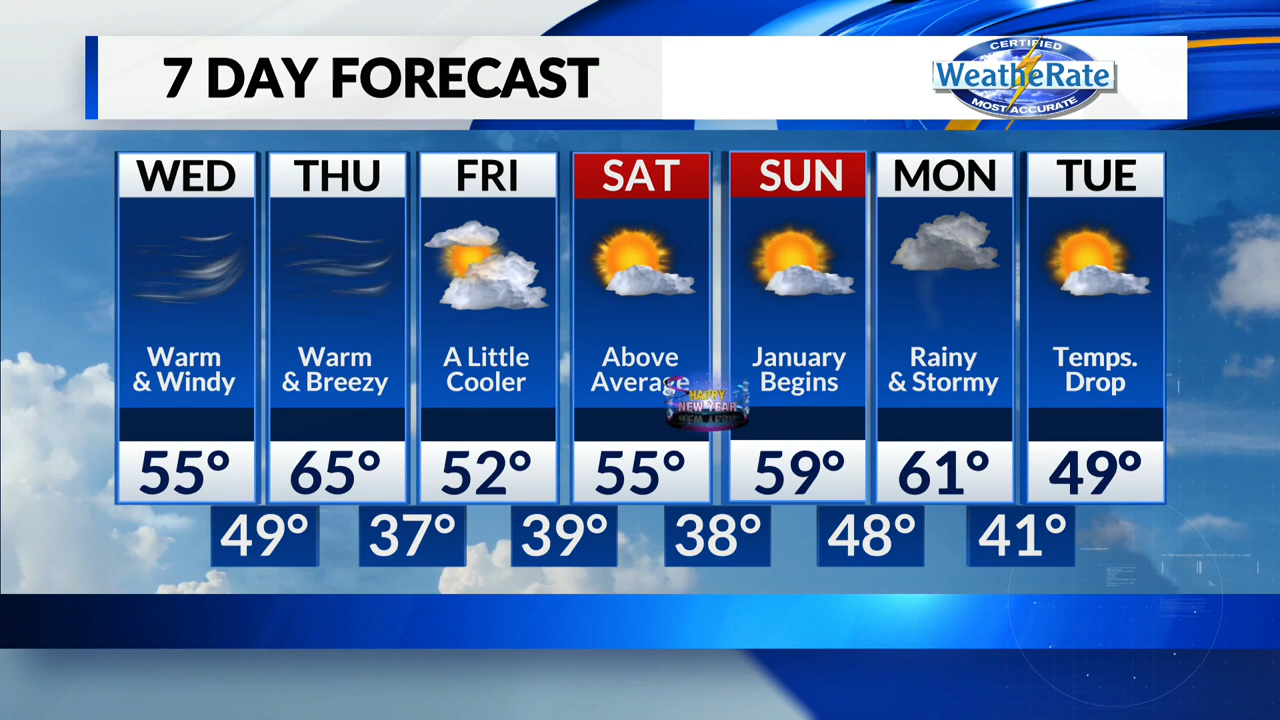 7 DAY FORECAST
CERTIFIED
WeatheRate
MOST ACCURATE
WED
THU
FRI
SAT
SUN
MON
TUE
Warm
& Windy
Warm
& Breezy
A Little
Cooler
Above
Average
January
Begins
Rainy
& Stormy
Temps.
Drop
HAPPY
NEW YEAR
55°
65°
52°
55°
59°
61°
49°
49°
37°
39°
38°
48°
41°